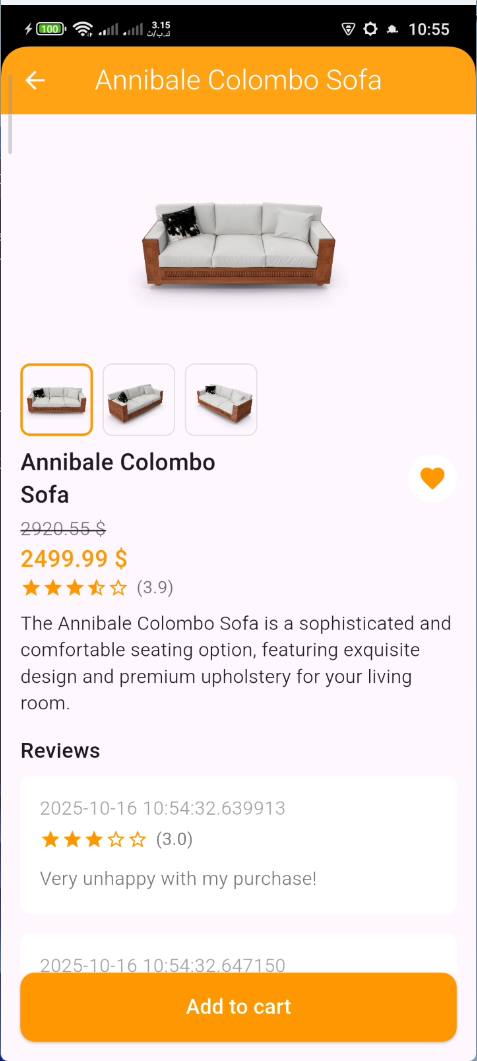 100
3.15
ك.ب/ث
10:55
Annibale Colombo Sofa
Annibale Colombo
Sofa
2920.55 $
2499.99 $
(3.9)
The Annibale Colombo Sofa is a sophisticated and
comfortable seating option, featuring exquisite
design and premium upholstery for your living
room.
Reviews
2025-10-16 10:54:32.639913
(3.0)
Very unhappy with my purchase!
2025-10-16 10:54:32.647150
Add to cart